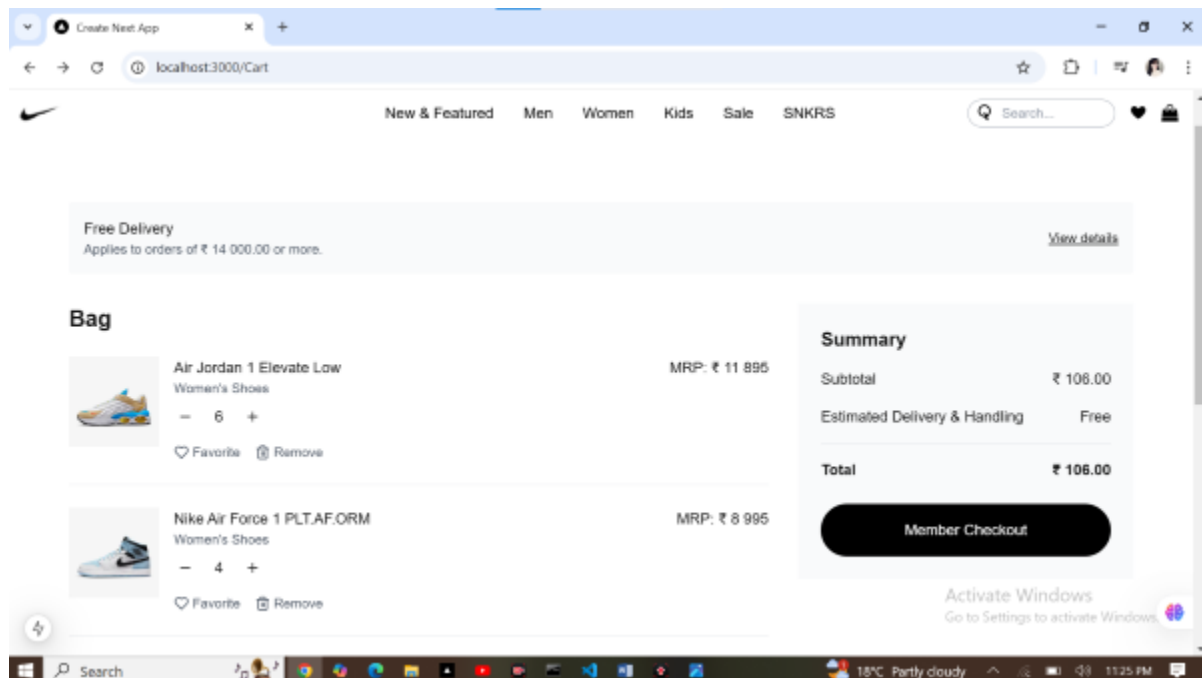 Create Next App
localhost:3000/Cart
New & Featured Men Women Kids Sale SNKRS Search...
Free Delivery
Applies to orders of ₹ 14 000.00 or more.
View details
Bag
Air Jordan 1 Elevate Low
MRP: ₹ 11 895
Women's Shoes
− 6 +
Favorite Remove
Nike Air Force 1 PLT.AF.ORM
MRP: ₹ 8 995
Women's Shoes
− 4 +
Favorite Remove
Summary
Subtotal ₹ 106.00
Estimated Delivery & Handling Free
Total ₹ 106.00
Member Checkout
Activate Windows
Go to Settings to activate Windows.
Search 18°C Partly cloudy 11:25 PM